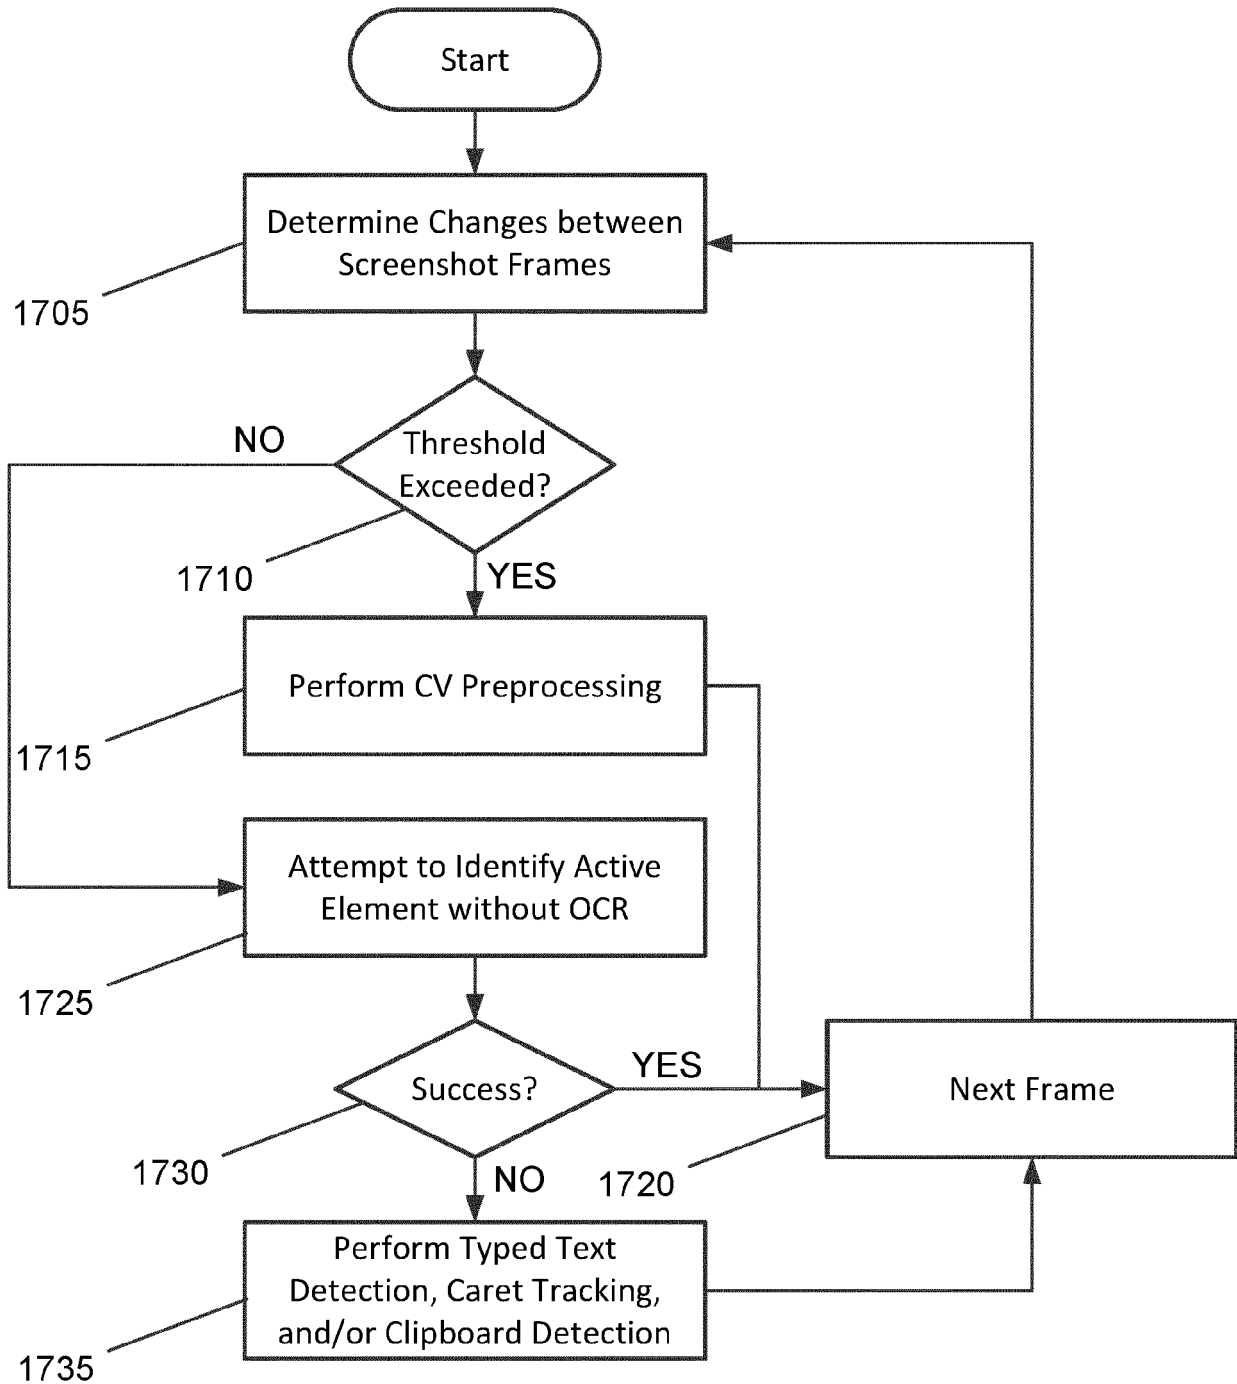 Start
Determine Changes between
Screenshot Frames
1705
NO
Threshold
Exceeded?
1710
YES
Perform CV Preprocessing
1715
Attempt to Identify Active
Element without OCR
1725
Success?
YES
Next Frame
1730
NO
1720
Perform Typed Text
Detection, Caret Tracking,
and/or Clipboard Detection
1735